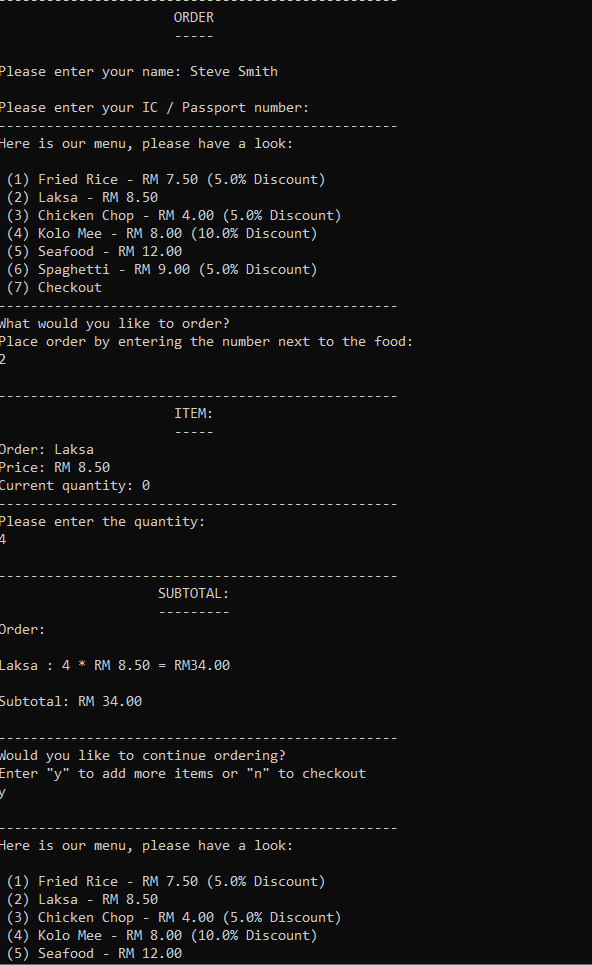 --------------------------------------------------
ORDER
-----
Please enter your name: Steve Smith
Please enter your IC / Passport number:
--------------------------------------------------
Here is our menu, please have a look:
(1) Fried Rice - RM 7.50 (5.0% Discount)
(2) Laksa - RM 8.50
(3) Chicken Chop - RM 4.00 (5.0% Discount)
(4) Kolo Mee - RM 8.00 (10.0% Discount)
(5) Seafood - RM 12.00
(6) Spaghetti - RM 9.00 (5.0% Discount)
(7) Checkout
--------------------------------------------------
What would you like to order?
Place order by entering the number next to the food:
2
--------------------------------------------------
ITEM:
-----
Order: Laksa
Price: RM 8.50
Current quantity: 0
--------------------------------------------------
Please enter the quantity:
4
--------------------------------------------------
SUBTOTAL:
---------
Order:
Laksa : 4 * RM 8.50 = RM34.00
Subtotal: RM 34.00
--------------------------------------------------
Would you like to continue ordering?
Enter "y" to add more items or "n" to checkout
y
--------------------------------------------------
Here is our menu, please have a look:
(1) Fried Rice - RM 7.50 (5.0% Discount)
(2) Laksa - RM 8.50
(3) Chicken Chop - RM 4.00 (5.0% Discount)
(4) Kolo Mee - RM 8.00 (10.0% Discount)
(5) Seafood - RM 12.00